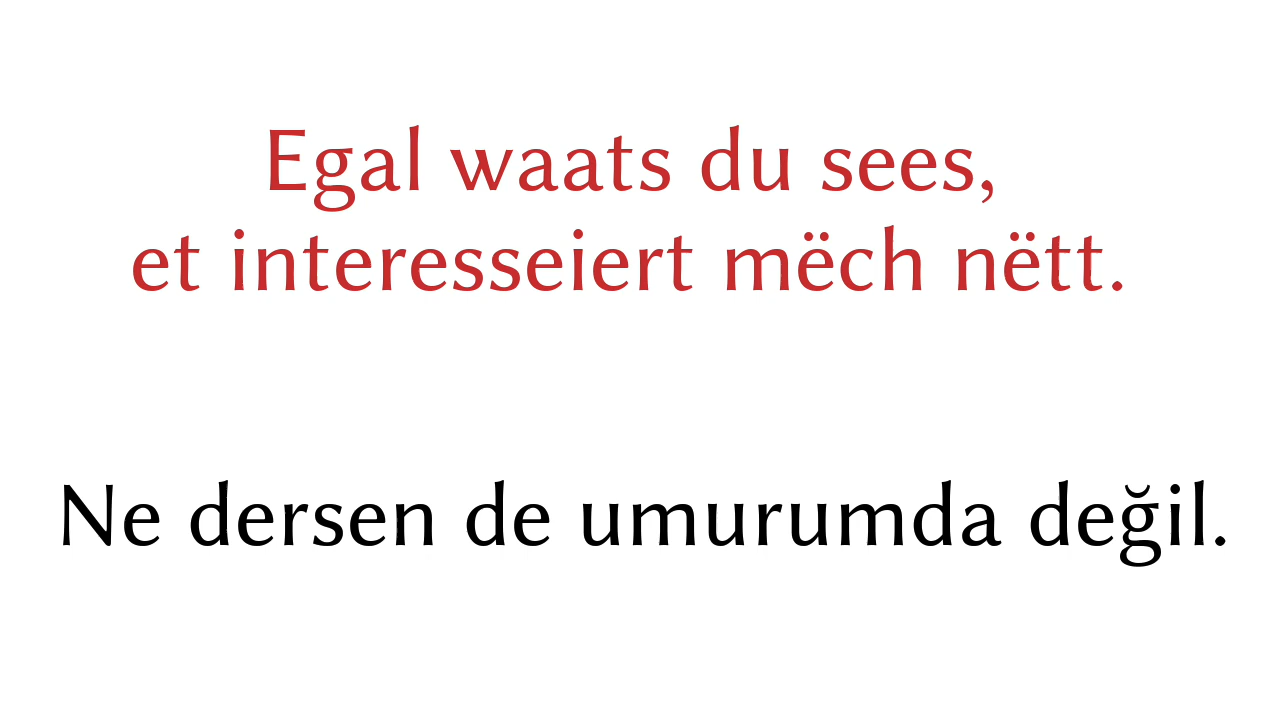 Egal waats du sees,
et interesseiert mëch nëtt.
Ne dersen de umurumda değil.